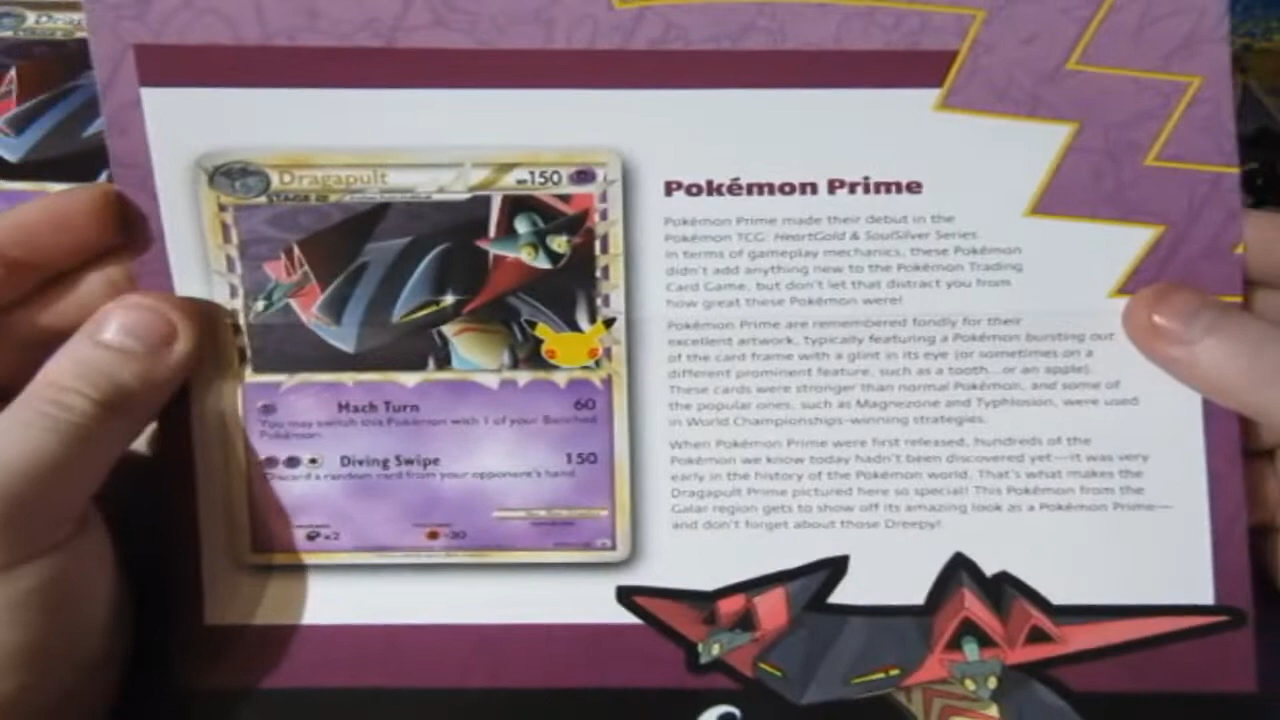 Dragapult
150
STAGE
Mach Turn 60
You may switch this Pokémon with 1 of your Benched
Pokémon.
Diving Swipe 150
Discard a random card from your opponent's hand.
x2
-30
Pokémon Prime
Pokémon Prime made their debut in the
Pokémon TCG: HeartGold & SoulSilver Series.
In terms of gameplay mechanics, these Pokémon
didn't add anything new to the Pokémon Trading
Card Game, but don't let that distract you from
how great these Pokémon were!
Pokémon Prime are remembered fondly for their
excellent artwork, typically featuring a Pokémon bursting out
of the card frame with a glint in its eye (or sometimes on a
different prominent feature, such as a tooth...or an apple).
These cards were stronger than normal Pokémon, and some of
the popular ones, such as Magnezone and Typhlosion, were used
in World Championships-winning strategies.
When Pokémon Prime were first released, hundreds of the
Pokémon we know today hadn't been discovered yet—it was very
early in the history of the Pokémon world. That's what makes the
Dragapult Prime pictured here so special! This Pokémon from the
Galar region gets to show off its amazing look as a Pokémon Prime—
and don't forget about those Dreepy!